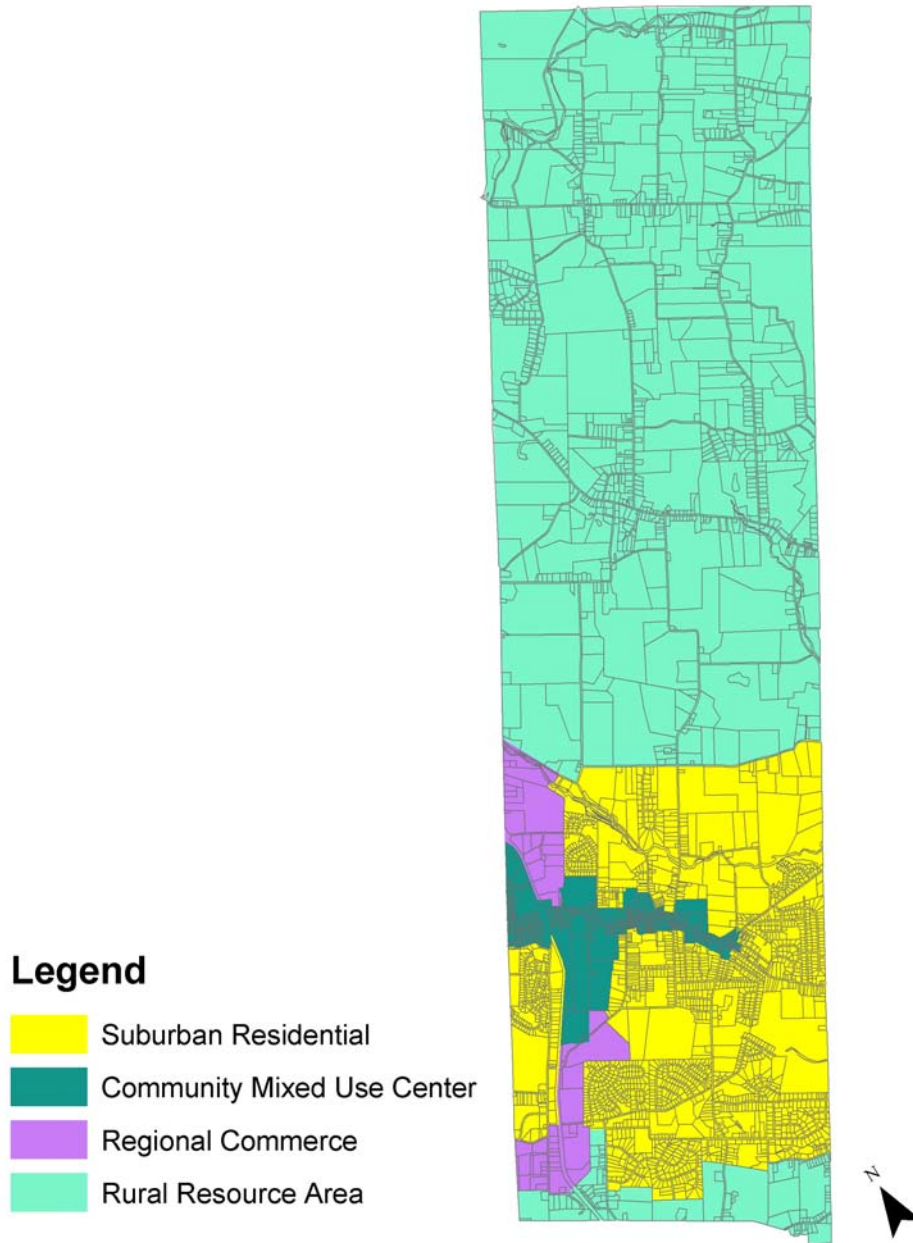 Legend
Suburban Residential
Community Mixed Use Center
Regional Commerce
Rural Resource Area
N